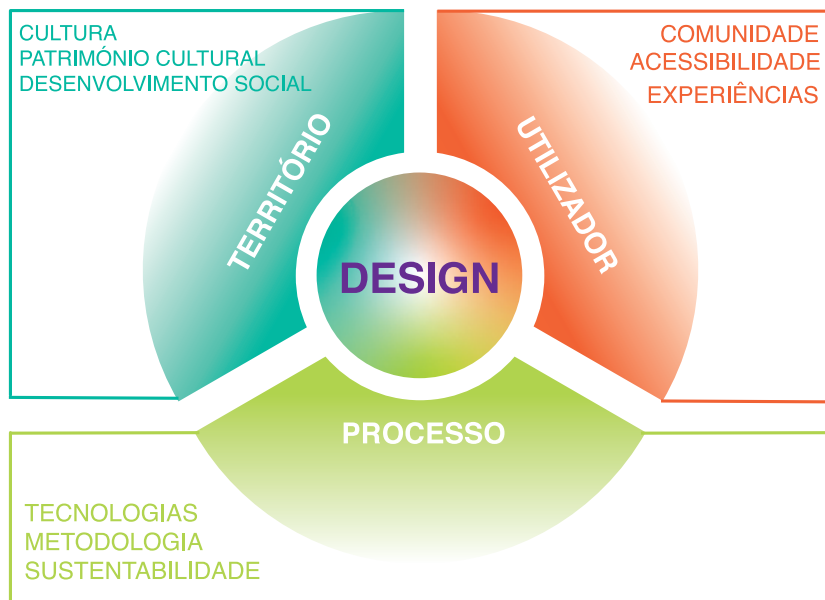 CULTURA
PATRIMÓNIO CULTURAL
DESENVOLVIMENTO SOCIAL
COMUNIDADE
ACESSIBILIDADE
EXPERIÊNCIAS
TERRITÓRIO
UTILIZADOR
DESIGN
PROCESSO
TECNOLOGIAS
METODOLOGIA
SUSTENTABILIDADE